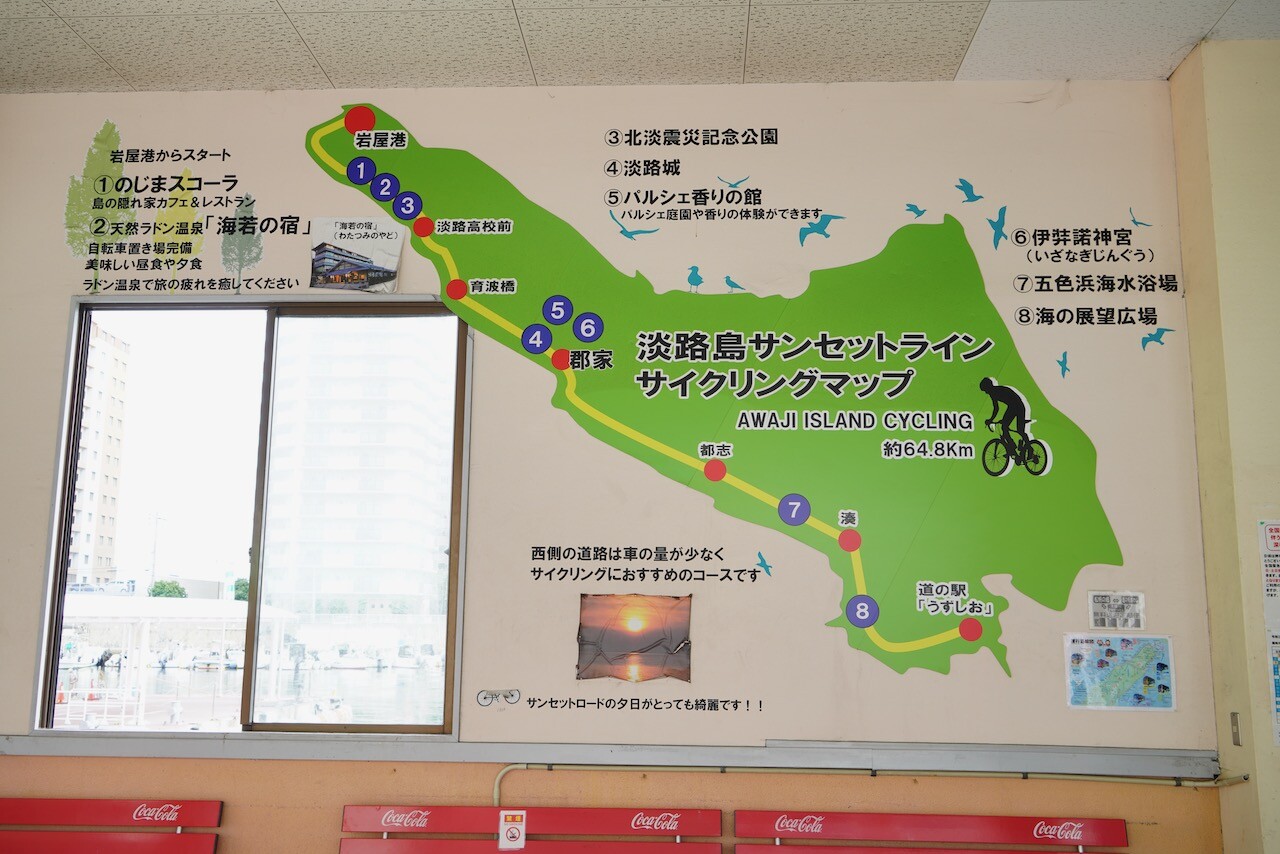 岩屋港からスタート
①のじまスコーラ
島の隠れ家カフェ&レストラン
②天然ラドン温泉「海若の宿」
自転車置き場完備
美味しい昼食や夕食
ラドン温泉で旅の疲れを癒してください
「海若の宿」
(わたつみのやど)
③北淡震災記念公園
④淡路城
⑤パルシェ香りの館
パルシェ庭園や香りの体験ができます
⑥伊弉諾神宮
(いざなぎじんぐう)
⑦五色浜海水浴場
⑧海の展望広場
岩屋港
1
2
3
淡路高校前
育波橋
5
6
4
郡家
淡路島サンセットライン
サイクリングマップ
AWAJI ISLAND CYCLING
約64.8Km
都志
7
湊
8
道の駅
「うずしお」
西側の道路は車の量が少なく
サイクリングにおすすめのコースです
サンセットロードの夕日がとっても綺麗です!!
Coca-Cola
Coca-Cola
Coca-Cola
Coca-Cola
Coca-Cola